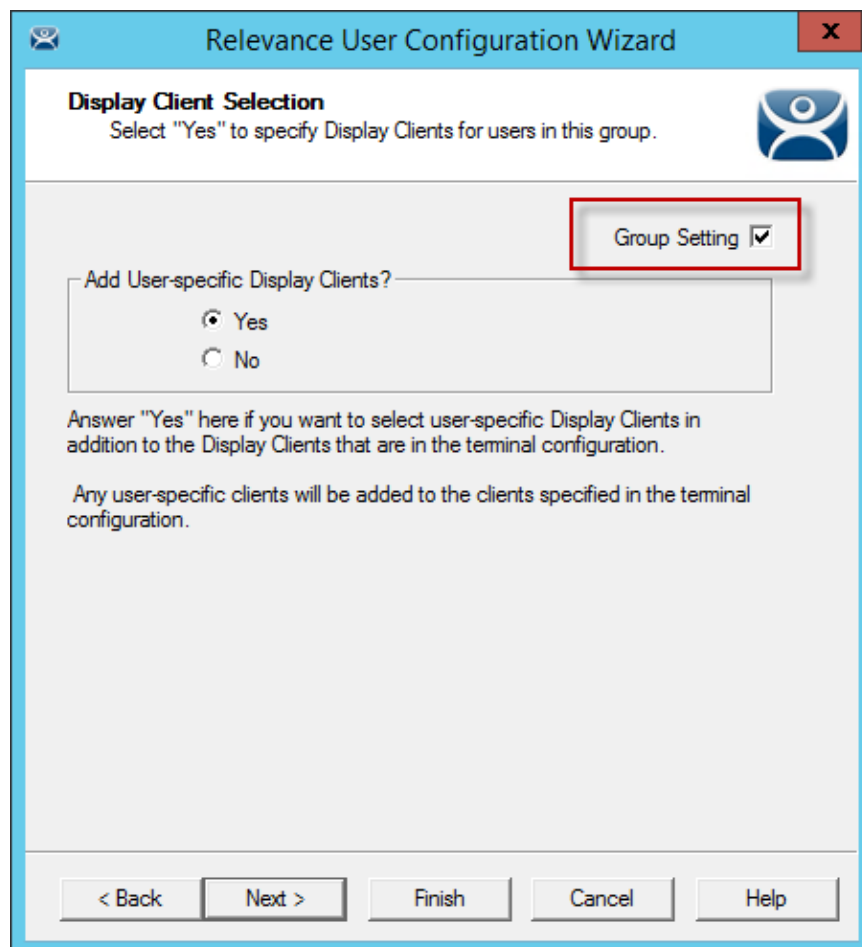 Relevance User Configuration Wizard
x
Display Client Selection
Select "Yes" to specify Display Clients for users in this group.
Group Setting
Add User-specific Display Clients?
Yes
No
Answer "Yes" here if you want to select user-specific Display Clients in
addition to the Display Clients that are in the terminal configuration.
Any user-specific clients will be added to the clients specified in the terminal
configuration.
< Back Next > Finish Cancel Help